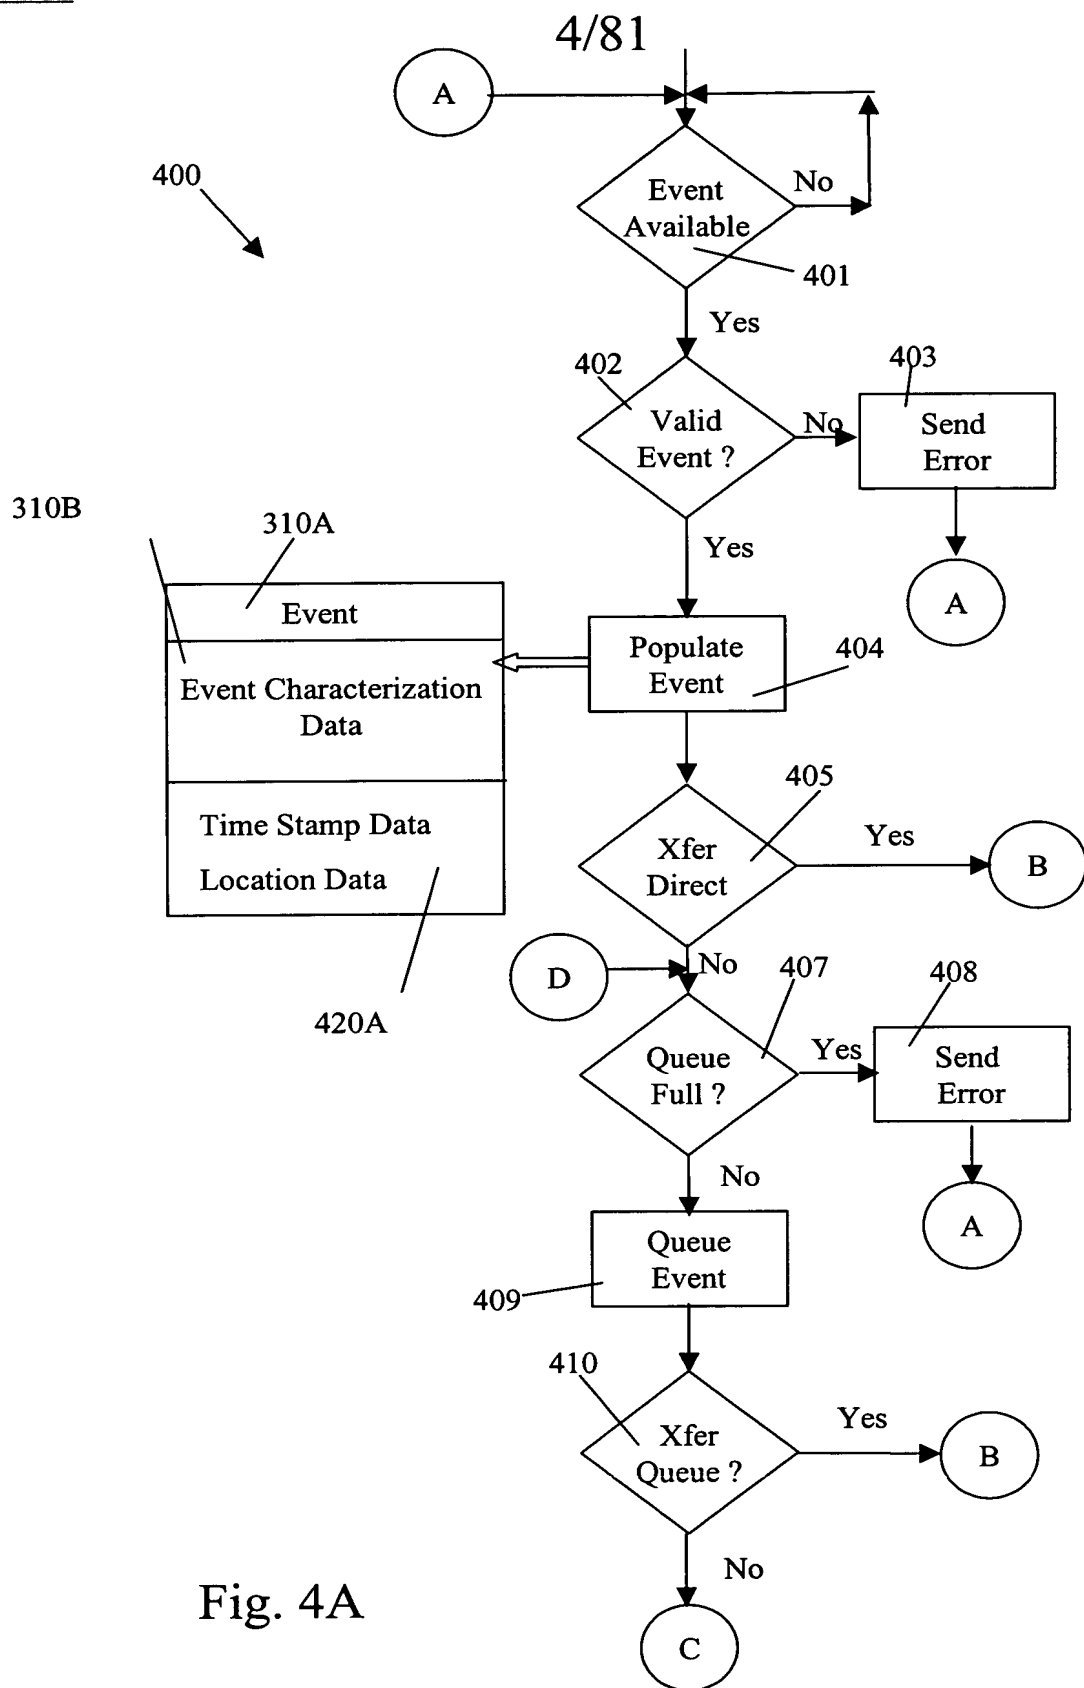 4/81
A
400
Event
Available
No
401
Yes
402
403
Valid
Event ?
No
Send
Error
310B
310A
Yes
A
Event
Populate
Event
404
Event Characterization
Data
405
Time Stamp Data
Location Data
Xfer
Direct
Yes
B
No
D
407
408
420A
Queue
Full ?
Yes
Send
Error
No
A
Queue
Event
409
410
Xfer
Queue ?
Yes
B
No
Fig. 4A
C